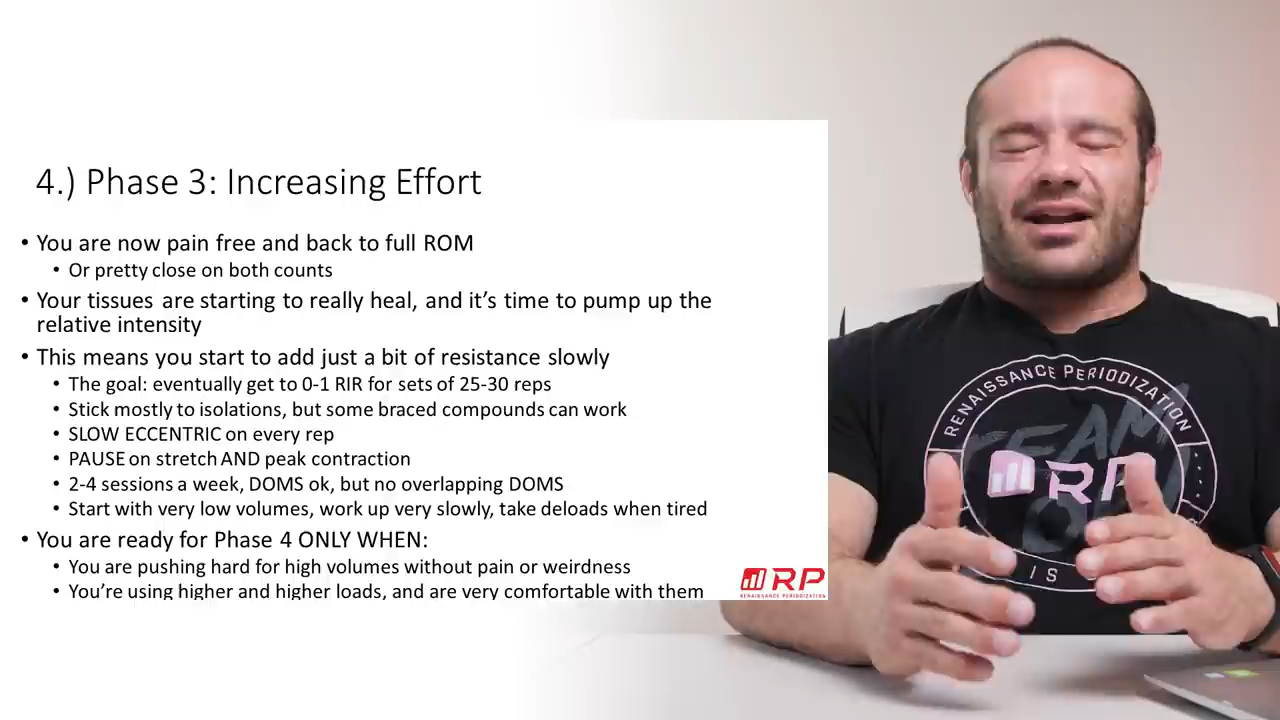 4.) Phase 3: Increasing Effort
• You are now pain free and back to full ROM
• Or pretty close on both counts
• Your tissues are starting to really heal, and it’s time to pump up the
relative intensity
• This means you start to add just a bit of resistance slowly
• The goal: eventually get to 0-1 RIR for sets of 25-30 reps
• Stick mostly to isolations, but some braced compounds can work
• SLOW ECCENTRIC on every rep
• PAUSE on stretch AND peak contraction
• 2-4 sessions a week, DOMS ok, but no overlapping DOMS
• Start with very low volumes, work up very slowly, take deloads when tired
• You are ready for Phase 4 ONLY WHEN:
• You are pushing hard for high volumes without pain or weirdness
• You’re using higher and higher loads, and are very comfortable with them
RP
RENAISSANCE PERIODIZATION
RENAISSANCE PERIODIZATION
TEAM
RP
IS